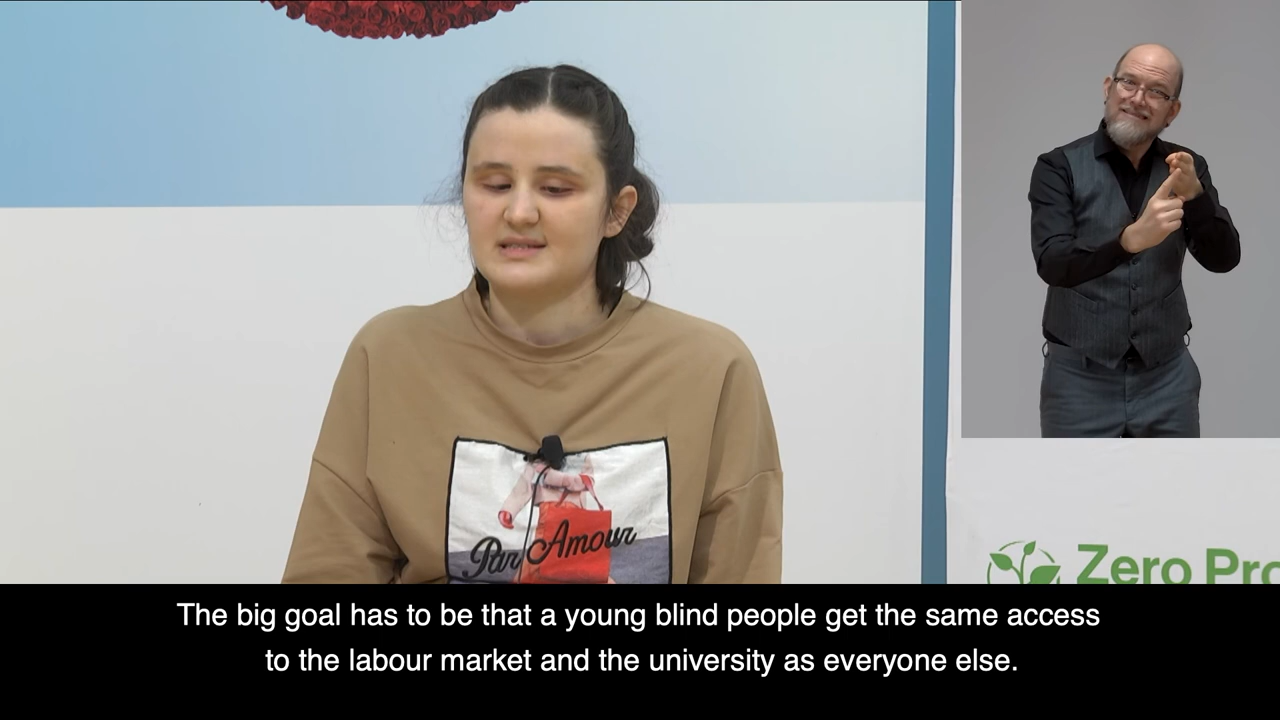 Par Amour
Zero Pro
The big goal has to be that a young blind people get the same access
to the labour market and the university as everyone else.